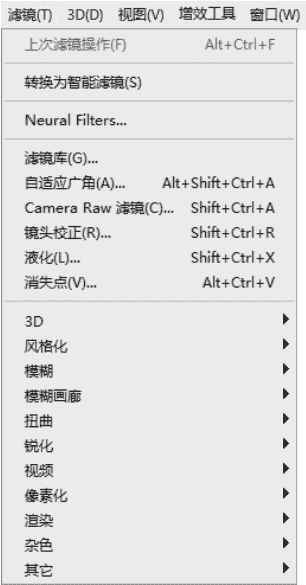 滤镜(T) 3D(D) 视图(V) 增效工具 窗口(W)
上次滤镜操作(F) Alt+Ctrl+F
转换为智能滤镜(S)
Neural Filters...
滤镜库(G)...
自适应广角(A)... Alt+Shift+Ctrl+A
Camera Raw 滤镜(C)... Shift+Ctrl+A
镜头校正(R)... Shift+Ctrl+R
液化(L)... Shift+Ctrl+X
消失点(V)... Alt+Ctrl+V
3D
风格化
模糊
模糊画廊
扭曲
锐化
视频
像素化
渲染
杂色
其它